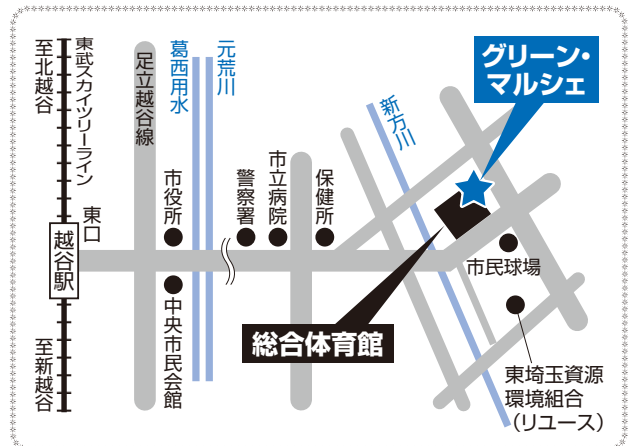 至北越谷
東武スカイツリーライン
東口
越谷駅
至新越谷
足立越谷線
葛西用水
元荒川
市役所
中央市民会館
警察署
市立病院
保健所
新方川
グリーン・
マルシェ
総合体育館
市民球場
東埼玉資源
環境組合
（リユース）